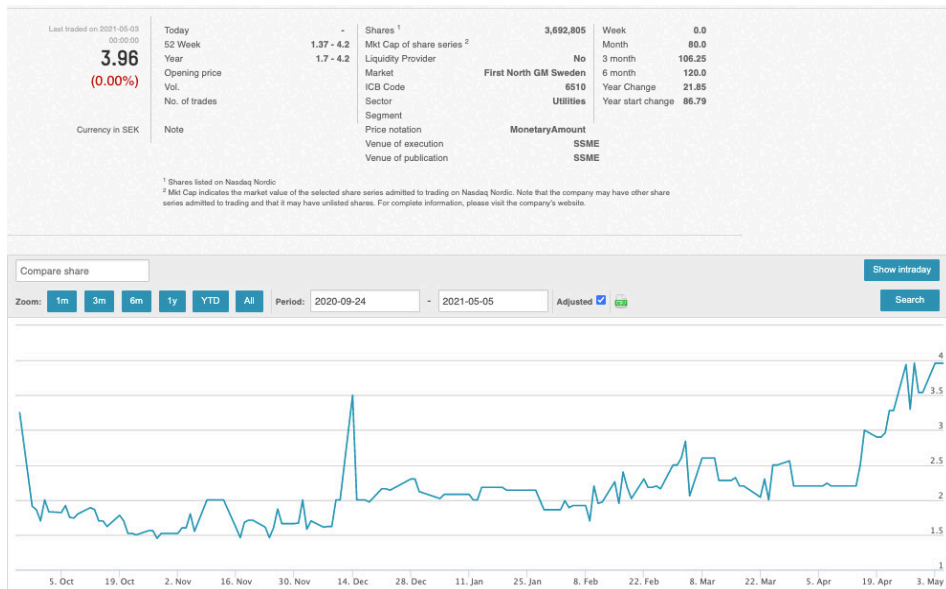 Last traded on 2021-05-03
00:00:00
3.96
(0.00%)
Currency in SEK
Today -
52 Week 1.37 - 4.2
Year 1.7 - 4.2
Opening price
Vol.
No. of trades
Note
Shares 1 3,692,805
Mkt Cap of share series 2
Liquidity Provider No
Market First North GM Sweden
ICB Code 6510
Sector Utilities
Segment
Price notation MonetaryAmount
Venue of execution SSME
Venue of publication SSME
Week 0.0
Month 80.0
3 month 106.25
6 month 120.0
Year Change 21.85
Year start change 86.79
1 Shares listed on Nasdaq Nordic
2 Mkt Cap indicates the market value of the selected share series admitted to trading on Nasdaq Nordic. Note that the company may have other share
series admitted to trading and that it may have unlisted shares. For complete information, please visit the company's website.
Compare share
Show intraday
Zoom: 1m 3m 6m 1y YTD All Period: 2020-09-24 - 2021-05-05 Adjusted
Search
4
3.5
3
2.5
2
1.5
1
5. Oct 19. Oct 2. Nov 16. Nov 30. Nov 14. Dec 28. Dec 11. Jan 25. Jan 8. Feb 22. Feb 8. Mar 22. Mar 5. Apr 19. Apr 3. May